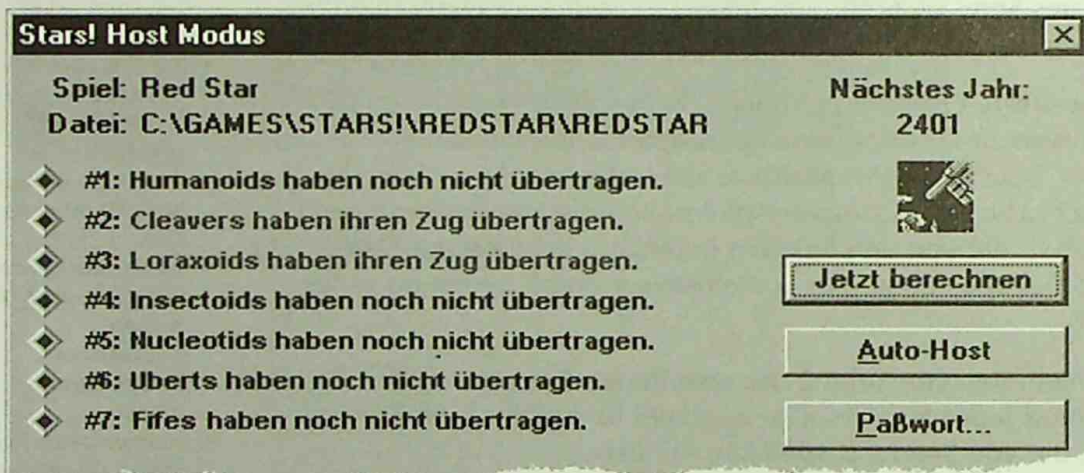 Stars! Host Modus
Spiel: Red Star
Datei: C:\GAMES\STARS!\REDSTAR\REDSTAR
Nächstes Jahr:
2401
#1: Humanoids haben noch nicht übertragen.
#2: Cleavers haben ihren Zug übertragen.
#3: Loraxoids haben ihren Zug übertragen.
#4: Insectoids haben noch nicht übertragen.
#5: Nucleotids haben noch nicht übertragen.
#6: Uberts haben noch nicht übertragen.
#7: Fifes haben noch nicht übertragen.
Jetzt berechnen
Auto-Host
Paßwort...